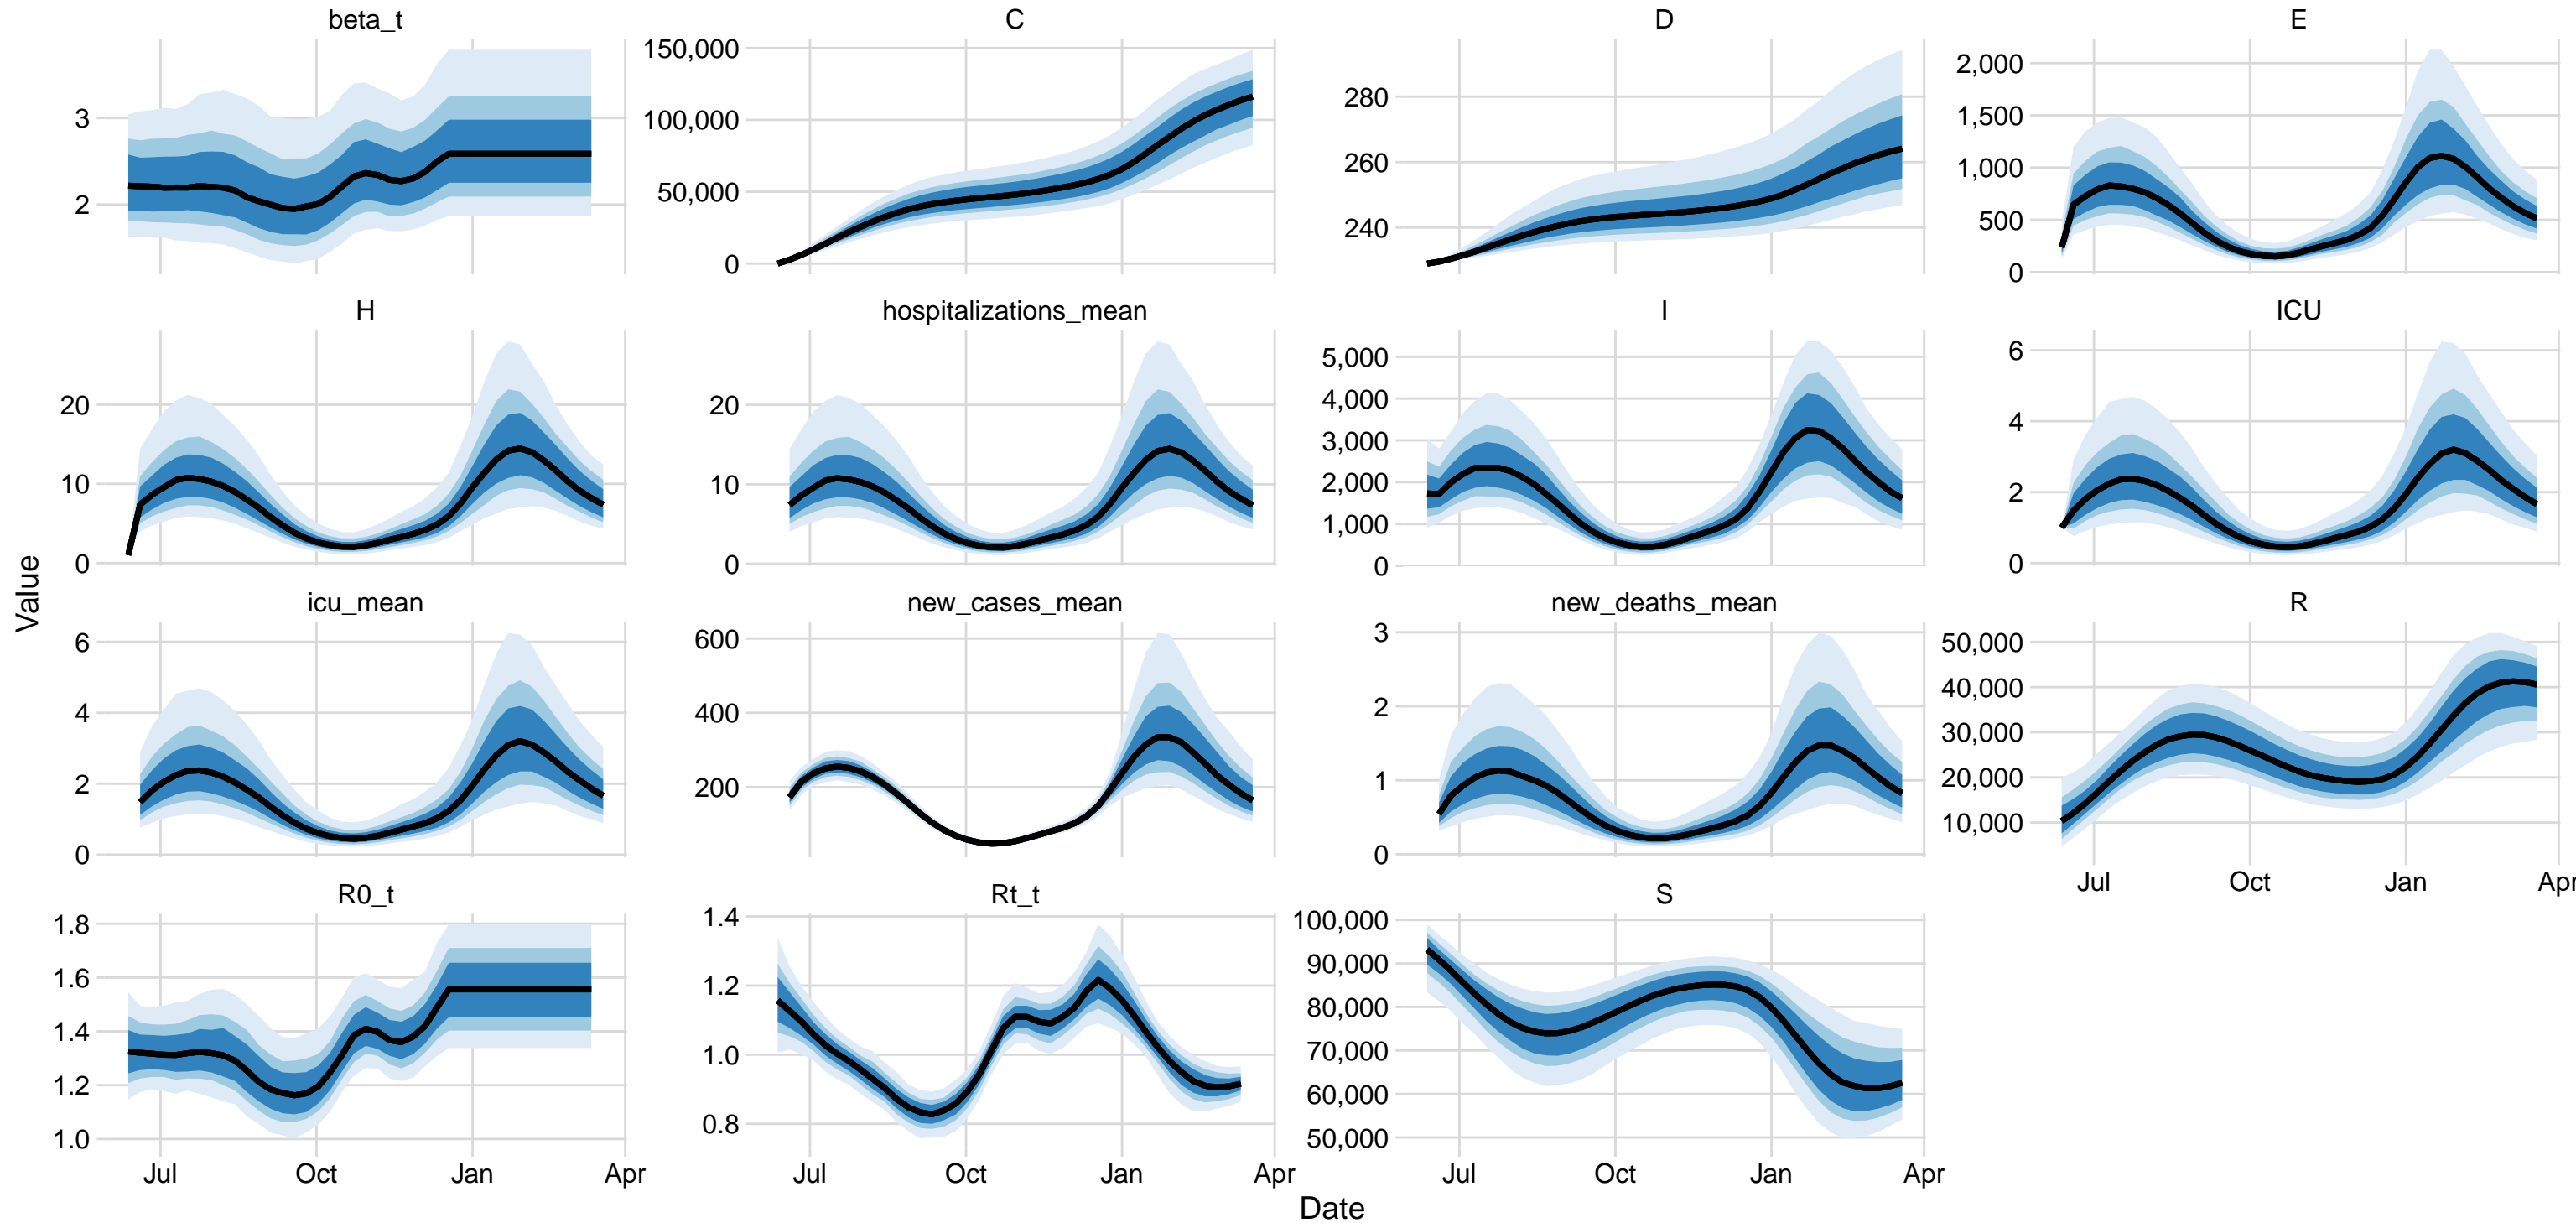 beta_t
C
D
E
3
2
150,000
100,000
50,000
0
280
260
240
2,000
1,500
1,000
500
0
H
hospitalizations_mean
I
ICU
20
10
0
20
10
0
5,000
4,000
3,000
2,000
1,000
0
6
4
2
0
Value
icu_mean
new_cases_mean
new_deaths_mean
R
6
4
2
0
600
400
200
3
2
1
0
50,000
40,000
30,000
20,000
10,000
Jul Oct Jan Apr
R0_t
Rt_t
S
1.8
1.6
1.4
1.2
1.0
1.4
1.2
1.0
0.8
100,000
90,000
80,000
70,000
60,000
50,000
Jul Oct Jan Apr
Jul Oct Jan Apr
Jul Oct Jan Apr
Date